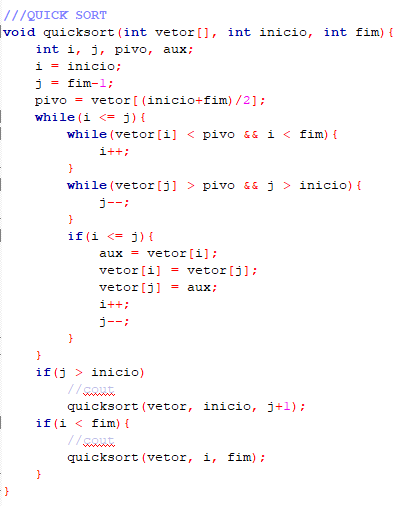 ///QUICK SORT
void quicksort(int vetor[], int inicio, int fim){
    int i, j, pivo, aux;
    i = inicio;
    j = fim-1;
    pivo = vetor[(inicio+fim)/2];
    while(i <= j){
        while(vetor[i] < pivo && i < fim){
            i++;
        }
        while(vetor[j] > pivo && j > inicio){
            j--;
        }
        if(i <= j){
            aux = vetor[i];
            vetor[i] = vetor[j];
            vetor[j] = aux;
            i++;
            j--;
        }
    }
    if(j > inicio)
        //cout
        quicksort(vetor, inicio, j+1);
    if(i < fim){
        //cout
        quicksort(vetor, i, fim);
    }
}